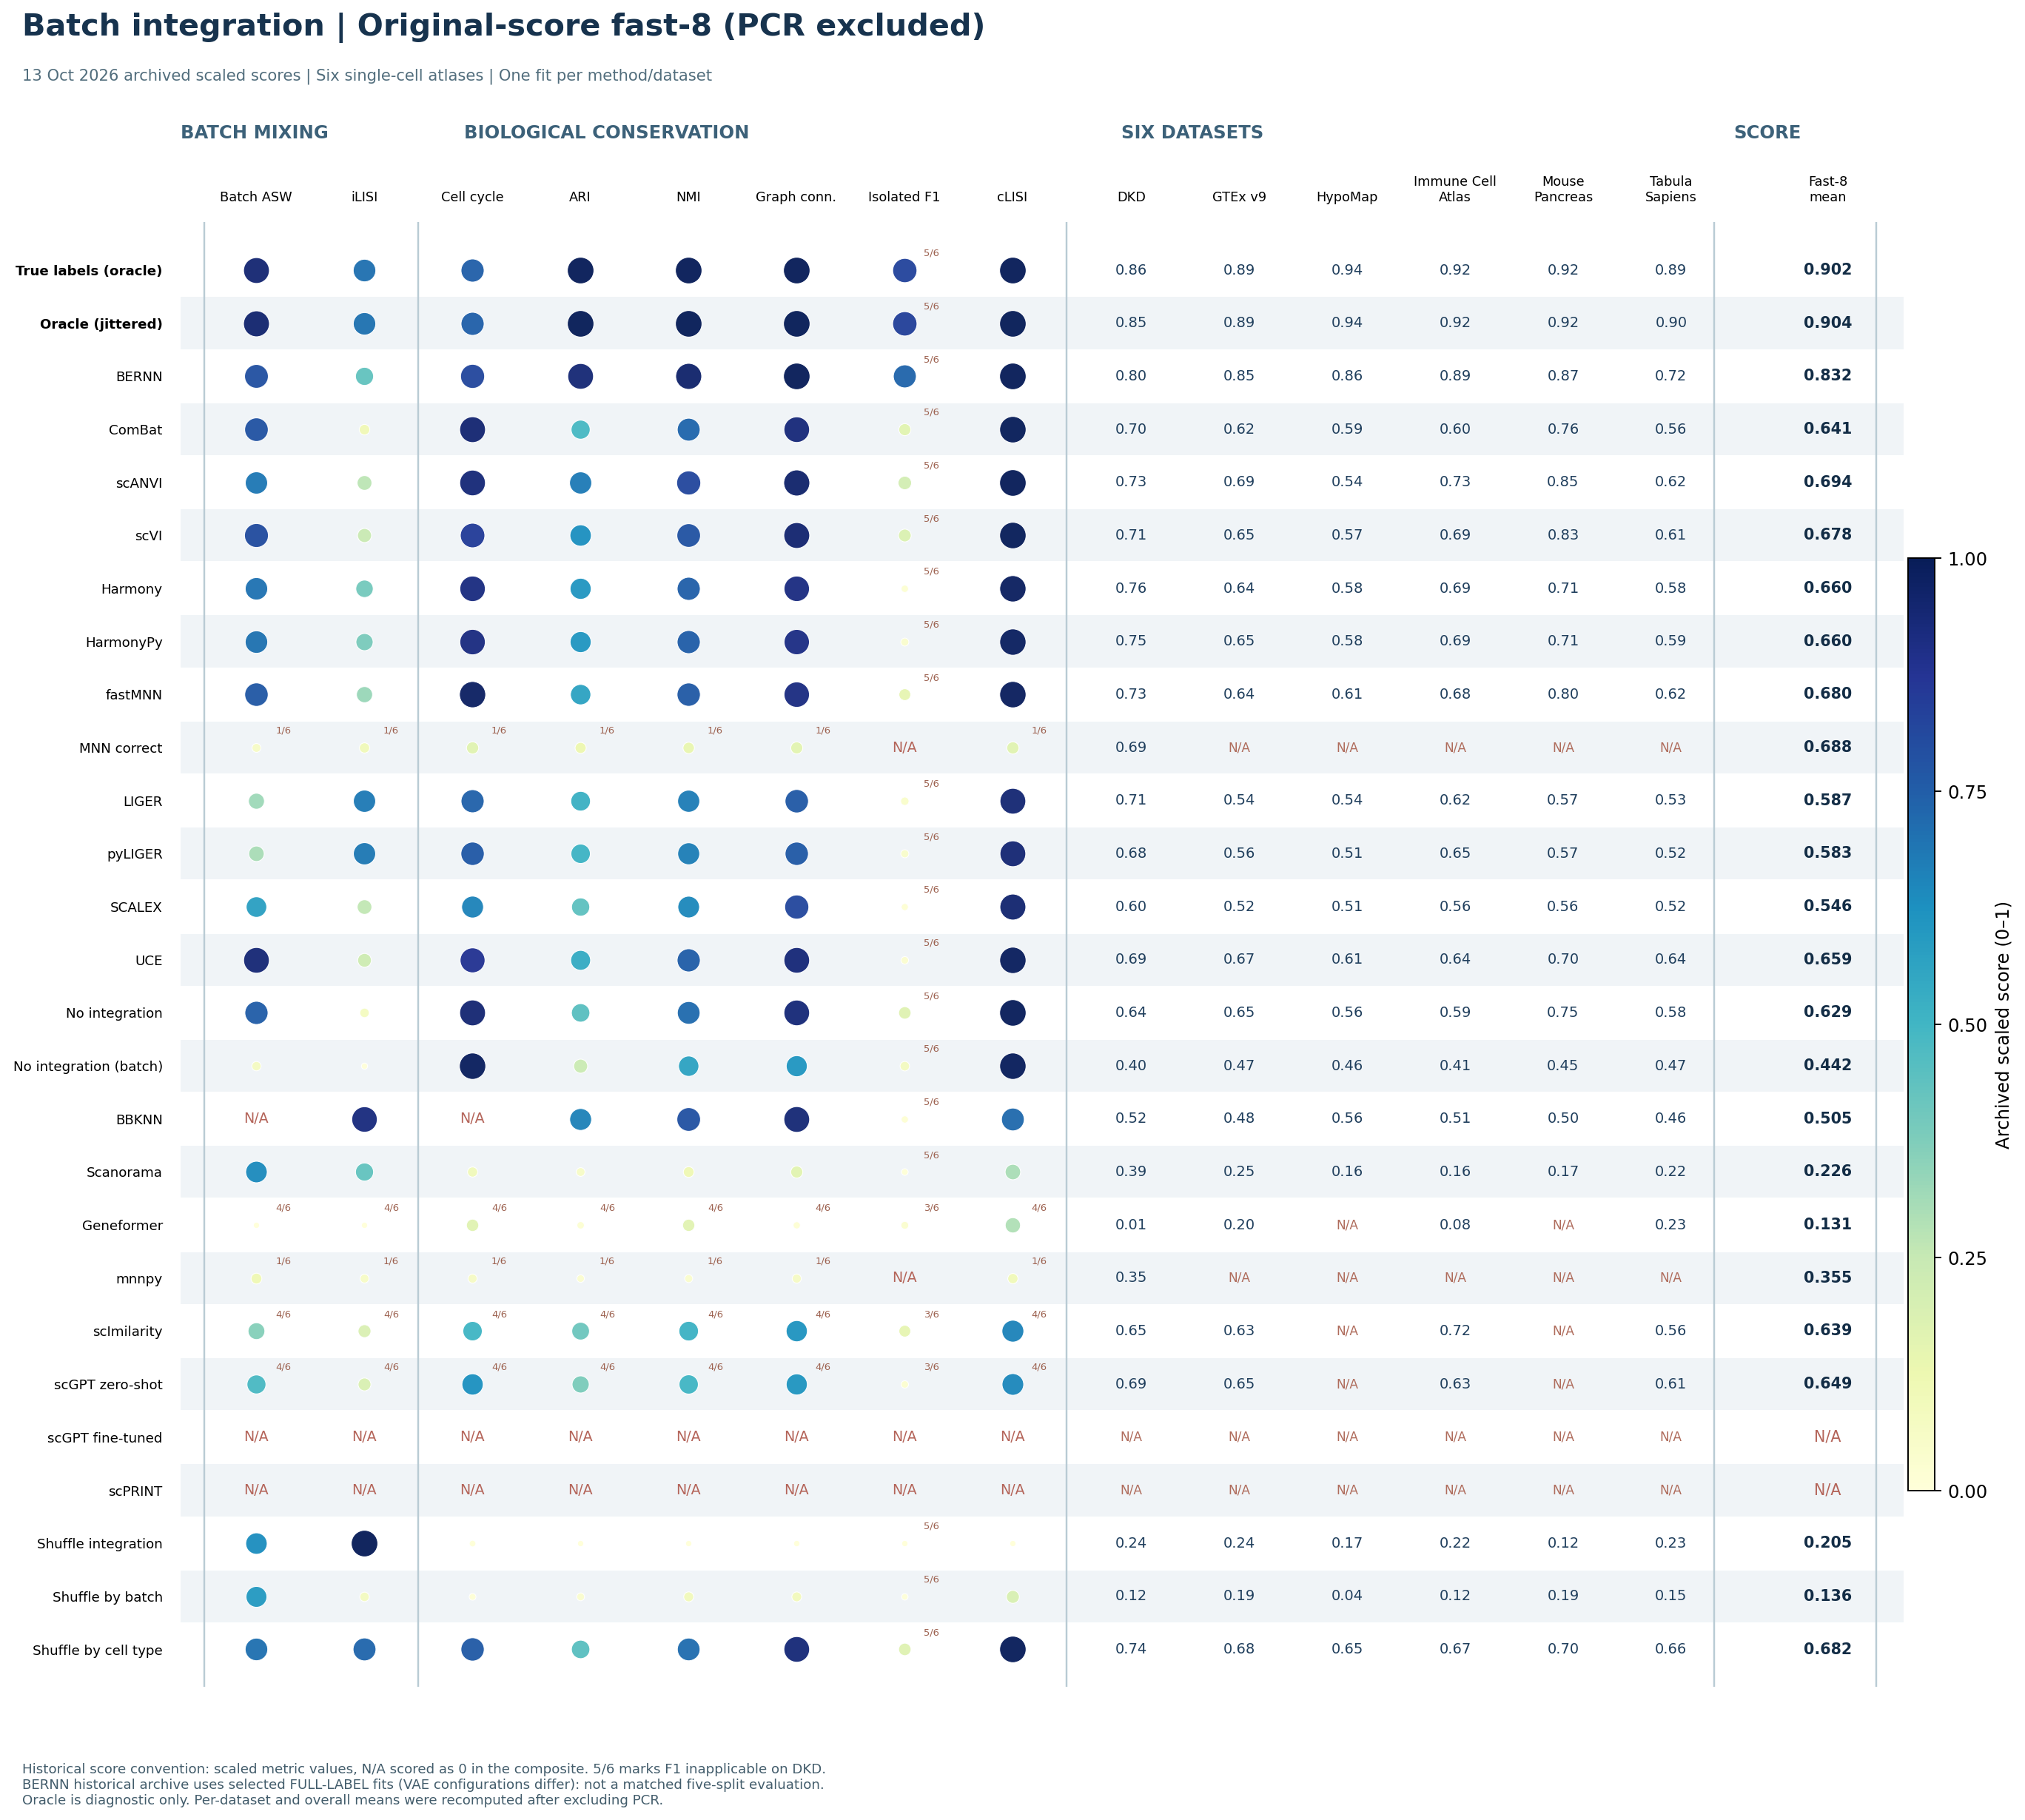 Batch integration | Original-score fast-8 (PCR excluded)
13 Oct 2026 archived scaled scores | Six single-cell atlases | One fit per method/dataset
BATCH MIXING BIOLOGICAL CONSERVATION SIX DATASETS SCORE
Batch ASW iLISI Cell cycle ARI NMI Graph conn. Isolated F1 cLISI DKD GTEx v9 HypoMap Immune Cell Atlas Mouse Pancreas Tabula Sapiens Fast-8 mean
True labels (oracle) 5/6 0.86 0.89 0.94 0.92 0.92 0.89 0.902
Oracle (jittered) 5/6 0.85 0.89 0.94 0.92 0.92 0.90 0.904
BERNN 5/6 0.80 0.85 0.86 0.89 0.87 0.72 0.832
ComBat 5/6 0.70 0.62 0.59 0.60 0.76 0.56 0.641
scANVI 5/6 0.73 0.69 0.54 0.73 0.85 0.62 0.694
scVI 5/6 0.71 0.65 0.57 0.69 0.83 0.61 0.678
Harmony 5/6 0.76 0.64 0.58 0.69 0.71 0.58 0.660
HarmonyPy 5/6 0.75 0.65 0.58 0.69 0.71 0.59 0.660
fastMNN 5/6 0.73 0.64 0.61 0.68 0.80 0.62 0.680
MNN correct 1/6 1/6 1/6 1/6 1/6 1/6 N/A 1/6 0.69 N/A N/A N/A N/A N/A 0.688
LIGER 5/6 0.71 0.54 0.54 0.62 0.57 0.53 0.587
pyLIGER 5/6 0.68 0.56 0.51 0.65 0.57 0.52 0.583
SCALEX 5/6 0.60 0.52 0.51 0.56 0.56 0.52 0.546
UCE 5/6 0.69 0.67 0.61 0.64 0.70 0.64 0.659
No integration 5/6 0.64 0.65 0.56 0.59 0.75 0.58 0.629
No integration (batch) 5/6 0.40 0.47 0.46 0.41 0.45 0.47 0.442
BBKNN N/A N/A 5/6 0.52 0.48 0.56 0.51 0.50 0.46 0.505
Scanorama 5/6 0.39 0.25 0.16 0.16 0.17 0.22 0.226
Geneformer 4/6 4/6 4/6 4/6 4/6 4/6 3/6 4/6 0.01 0.20 N/A 0.08 N/A 0.23 0.131
mnnpy 1/6 1/6 1/6 1/6 1/6 1/6 N/A 1/6 0.35 N/A N/A N/A N/A N/A 0.355
scImilarity 4/6 4/6 4/6 4/6 4/6 4/6 3/6 4/6 0.65 0.63 N/A 0.72 N/A 0.56 0.639
scGPT zero-shot 4/6 4/6 4/6 4/6 4/6 4/6 3/6 4/6 0.69 0.65 N/A 0.63 N/A 0.61 0.649
scGPT fine-tuned N/A N/A N/A N/A N/A N/A N/A N/A N/A N/A N/A N/A N/A N/A N/A
scPRINT N/A N/A N/A N/A N/A N/A N/A N/A N/A N/A N/A N/A N/A N/A N/A
Shuffle integration 5/6 0.24 0.24 0.17 0.22 0.12 0.23 0.205
Shuffle by batch 5/6 0.12 0.19 0.04 0.12 0.19 0.15 0.136
Shuffle by cell type 5/6 0.74 0.68 0.65 0.67 0.70 0.66 0.682
1.00
0.75
0.50
0.25
0.00
Archived scaled score (0–1)
Historical score convention: scaled metric values, N/A scored as 0 in the composite. 5/6 marks F1 inapplicable on DKD.
BERNN historical archive uses selected FULL-LABEL fits (VAE configurations differ): not a matched five-split evaluation.
Oracle is diagnostic only. Per-dataset and overall means were recomputed after excluding PCR.